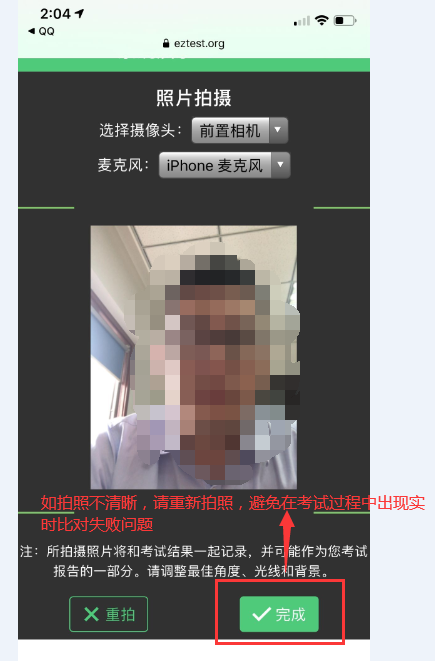 2:04
QQ
eztest.org
照片拍摄
选择摄像头： 前置相机
麦克风： iPhone 麦克风
如拍照不清晰，请重新拍照，避免在考试过程中出现实
时比对失败问题
注：所拍摄照片将和考试结果一起记录，并可能作为您考试
报告的一部分。请调整最佳角度、光线和背景。
重拍 完成